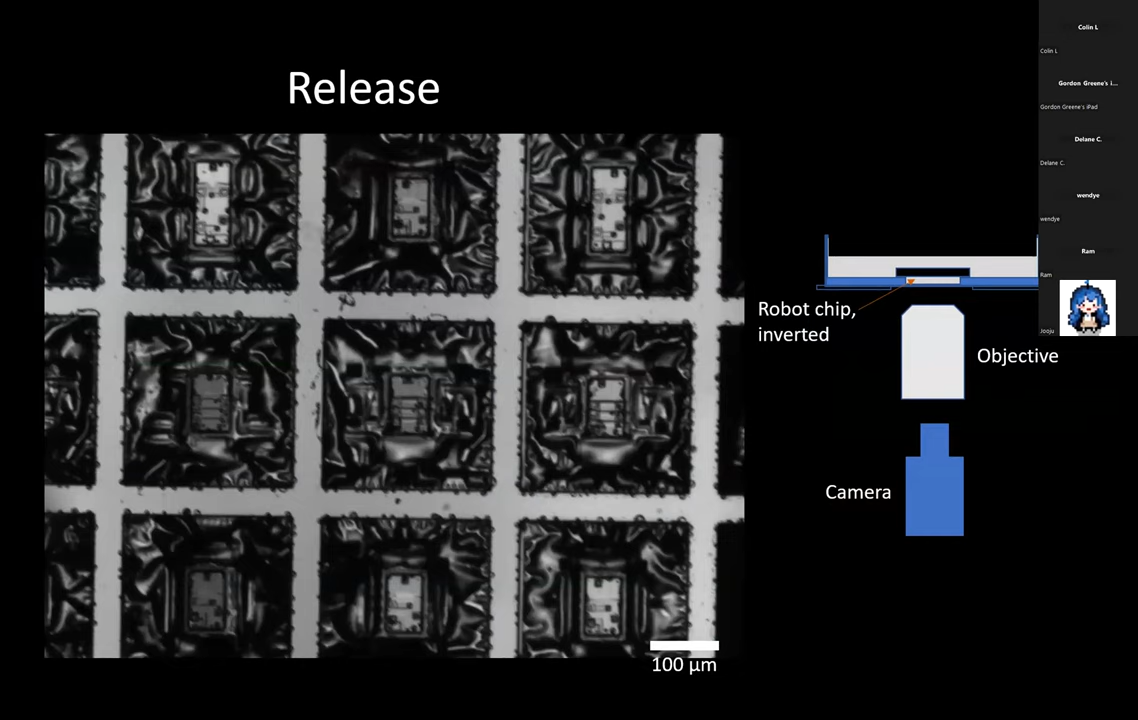 Release
100 µm
Robot chip,
inverted
Objective
Camera
Colin L
Colin L
Gordon Greene's i...
Gordon Greene's iPad
Delane C.
Delane C.
wendye
wendye
Ram
Ram
Jooju